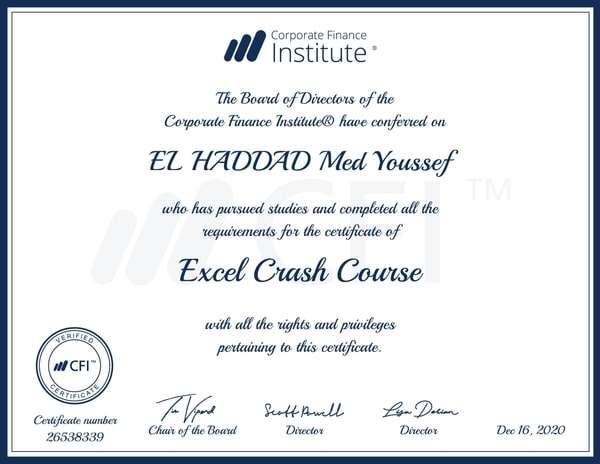 Corporate Finance
Institute®
The Board of Directors of the
Corporate Finance Institute® have conferred on
EL HADDAD Med Youssef
CFI™
who has pursued studies and completed all the
requirements for the certificate of
Excel Crash Course
with all the rights and privileges
pertaining to this certificate.
VERIFIED
CFI™
CERTIFICATE
Certificate number
26538339
Tim Vipond
Chair of the Board
Scott Powell
Director
Lisa Dorian
Director
Dec 16, 2020